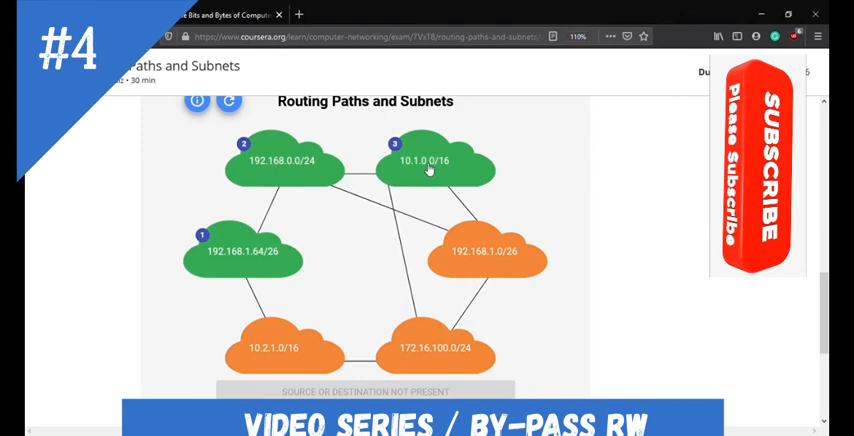 #4
e Bits and Bytes of Compute
https://www.coursera.org/learn/computer-networking/exam/7VxT8/routing-paths-and-subnets/
110%
Paths and Subnets
• 30 min
Du
Routing Paths and Subnets
2
192.168.0.0/24
3
10.1.0.0/16
1
192.168.1.64/26
192.168.1.0/26
10.2.1.0/16
172.16.100.0/24
SOURCE OR DESTINATION NOT PRESENT
SUBSCRIBE
Please Subscribe
VIDEO SERIES / BY-PASS RW